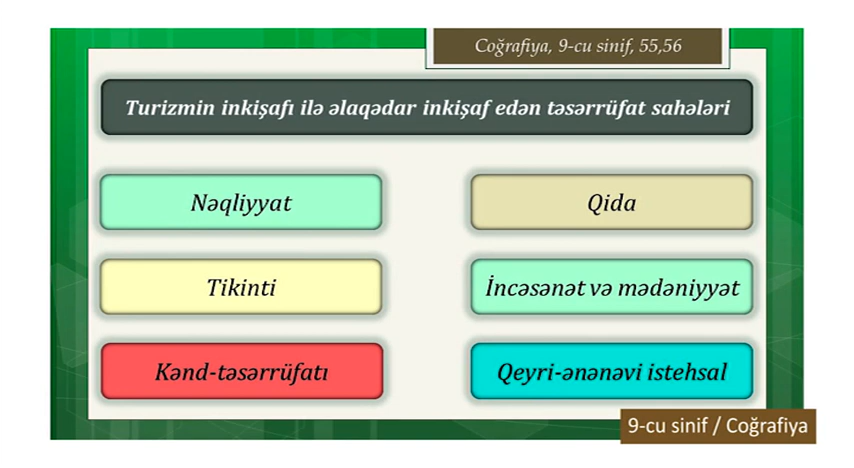 Coğrafiya, 9-cu sinif, 55,56
Turizmin inkişafı ilə əlaqədar inkişaf edən təsərrüfat sahələri
Nəqliyyat
Qida
Tikinti
İncəsənət və mədəniyyət
Kənd-təsərrüfatı
Qeyri-ənənəvi istehsal
9-cu sinif / Coğrafiya